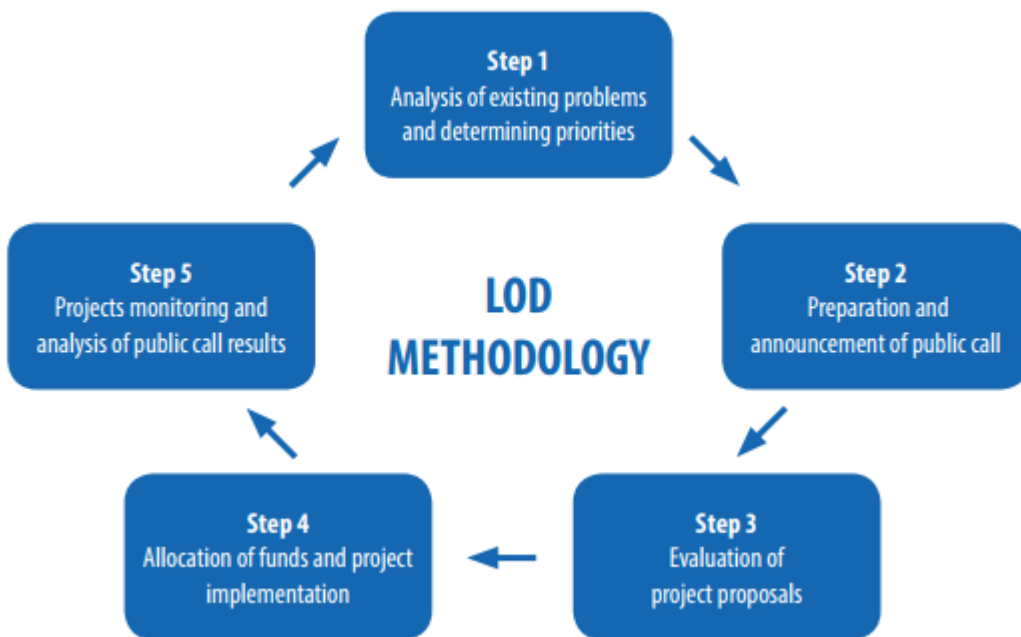 Step 1
Analysis of existing problems
and determining priorities
Step 2
Preparation and
announcement of public call
Step 3
Evaluation of
project proposals
Step 4
Allocation of funds and project
implementation
Step 5
Projects monitoring and
analysis of public call results
LOD
METHODOLOGY